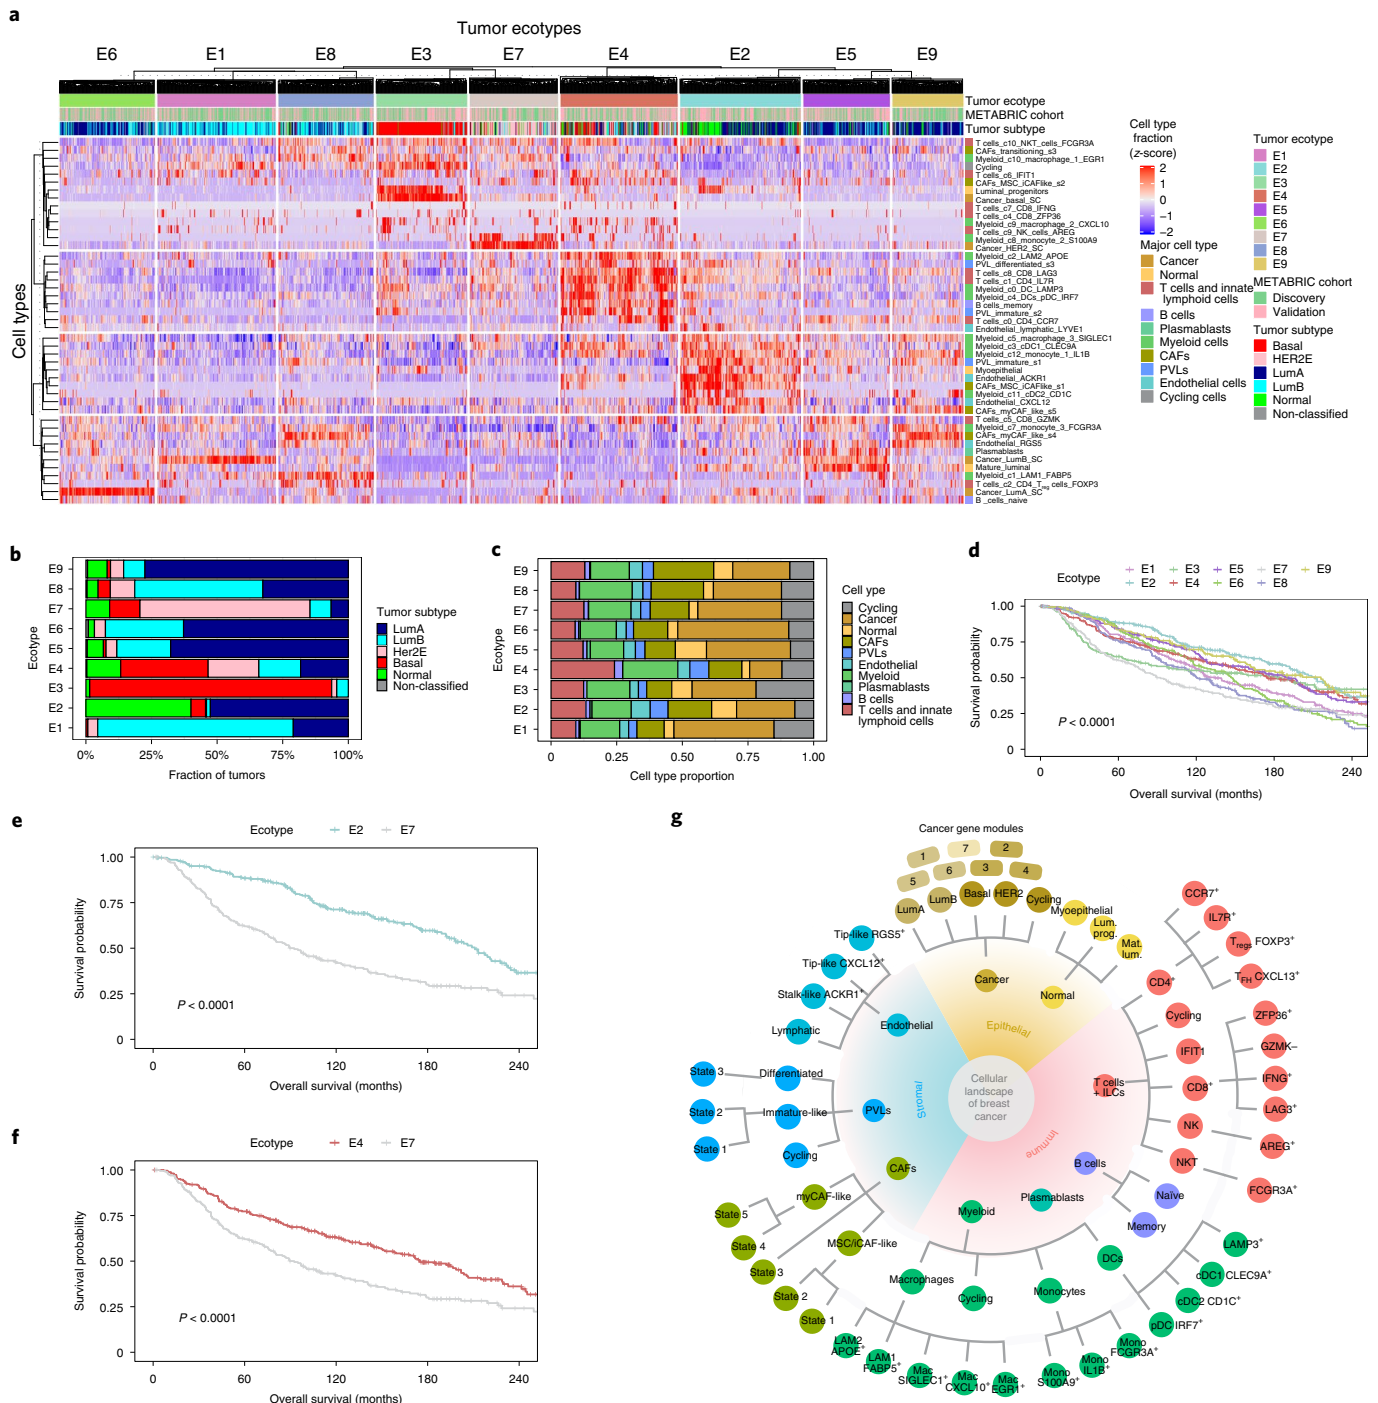 a
Tumor ecotypes
E6 E1 E8 E3 E7 E4 E2 E5 E9
Tumor ecotype
METABRIC cohort
Tumor subtype
Cell types
T cells_c10_NKT_cells_FCGR3A
CAFs_transitioning_s3
Myeloid_c10_macrophage_1_EGR1
Cycling
T cells_c6_IFIT1
CAFs_MSC_iCAFlike_s2
Luminal_progenitors
Cancer_basal_SC
T cells_c7_CD8_IFNG
T cells_c4_CD8_ZFP36
Myeloid_c9_macrophage_2_CXCL10
T cells_c9_NK_cells_AREG
Myeloid_c8_monocyte_2_S100A9
Cancer_HER2_SC
Myeloid_c2_LAM2_APOE
PVL_differentiated_s3
T cells_c8_CD8_LAG3
T cells_c1_CD4_IL7R
Myeloid_c0_DC_LAMP3
Myeloid_c4_DCs_pDC_IRF7
B cells_memory
PVL_immature_s2
T cells_c0_CD4_CCR7
Endothelial_lymphatic_LYVE1
Myeloid_c5_macrophage_3_SIGLEC1
Myeloid_c3_cDC1_CLEC9A
Myeloid_c12_monocyte_1_IL1B
PVL_immature_s1
Myoepithelial
Endothelial_ACKR1
CAFs_MSC_iCAFlike_s1
Myeloid_c11_cDC2_CD1C
Endothelial_CXCL12
CAFs_myCAF_like_s5
T cells_c5_CD8_GZMK
Myeloid_c7_monocyte_3_FCGR3A
CAFs_myCAF_like_s4
Endothelial_RGS5
Plasmablasts
Cancer_LumB_SC
Mature_luminal
Myeloid_c1_LAM1_FABP5
T cells_c2_CD4_Treg cells_FOXP3
Cancer_LumA_SC
B _cells_naive
Cell type
fraction
(z-score)
2
1
0
−1
−2
Major cell type
Cancer
Normal
T cells and innate
lymphoid cells
B cells
Plasmablasts
Myeloid cells
CAFs
PVLs
Endothelial cells
Cycling cells
Tumor ecotype
E1
E2
E3
E4
E5
E6
E7
E8
E9
METABRIC cohort
Discovery
Validation
Tumor subtype
Basal
HER2E
LumA
LumB
Normal
Non-classified
b
Ecotype
E9
E8
E7
E6
E5
E4
E3
E2
E1
0% 25% 50% 75% 100%
Fraction of tumors
Tumor subtype
LumA
LumB
Her2E
Basal
Normal
Non-classified
c
Ecotype
E9
E8
E7
E6
E5
E4
E3
E2
E1
0 0.25 0.50 0.75 1.00
Cell type proportion
Cell type
Cycling
Cancer
Normal
CAFs
PVLs
Endothelial
Myeloid
Plasmablasts
B cells
T cells and innate
lymphoid cells
d
Ecotype
E1 E3 E5 E7 E9
E2 E4 E6 E8
Survival probability
1.00
0.75
0.50
0.25
0
P < 0.0001
0 60 120 180 240
Overall survival (months)
e
Ecotype E2 E7
Survival probability
1.00
0.75
0.50
0.25
0
P < 0.0001
0 60 120 180 240
Overall survival (months)
f
Ecotype E4 E7
Survival probability
1.00
0.75
0.50
0.25
0
P < 0.0001
0 60 120 180 240
Overall survival (months)
g
Cancer gene modules
1 7 2
5 6 3 4
LumA LumB Basal HER2 Cycling
Myoepithelial
Lum.
prog.
Mat.
lum.
Cancer
Normal
Epithelial
Tip-like RGS5+
Tip-like CXCL12+
Stalk-like ACKR1+
Lymphatic
Endothelial
State 3
State 2
State 1
Differentiated
Immature-like
Cycling
PVLs
Stromal
Cellular
landscape
of breast
cancer
Immune
CAFs
myCAF-like
MSC/iCAF-like
State 5
State 4
State 3
State 2
State 1
CCR7+
IL7R+
Tregs FOXP3+
TFH CXCL13+
CD4+
Cycling
IFIT1
T cells
+ ILCs
CD8+
NK
NKT
ZFP36+
GZMK–
IFNG+
LAG3+
AREG+
FCGR3A+
B cells
Naïve
Memory
Plasmablasts
Myeloid
Macrophages
Cycling
Monocytes
DCs
LAMP3+
cDC1 CLEC9A+
cDC2 CD1C+
pDC IRF7+
Mono
FCGR3A+
Mono
IL1B+
Mono
S100A9+
Mac
EGR1+
Mac
CXCL10+
Mac
SIGLEC1+
LAM1
FABP5+
LAM2
APOE+